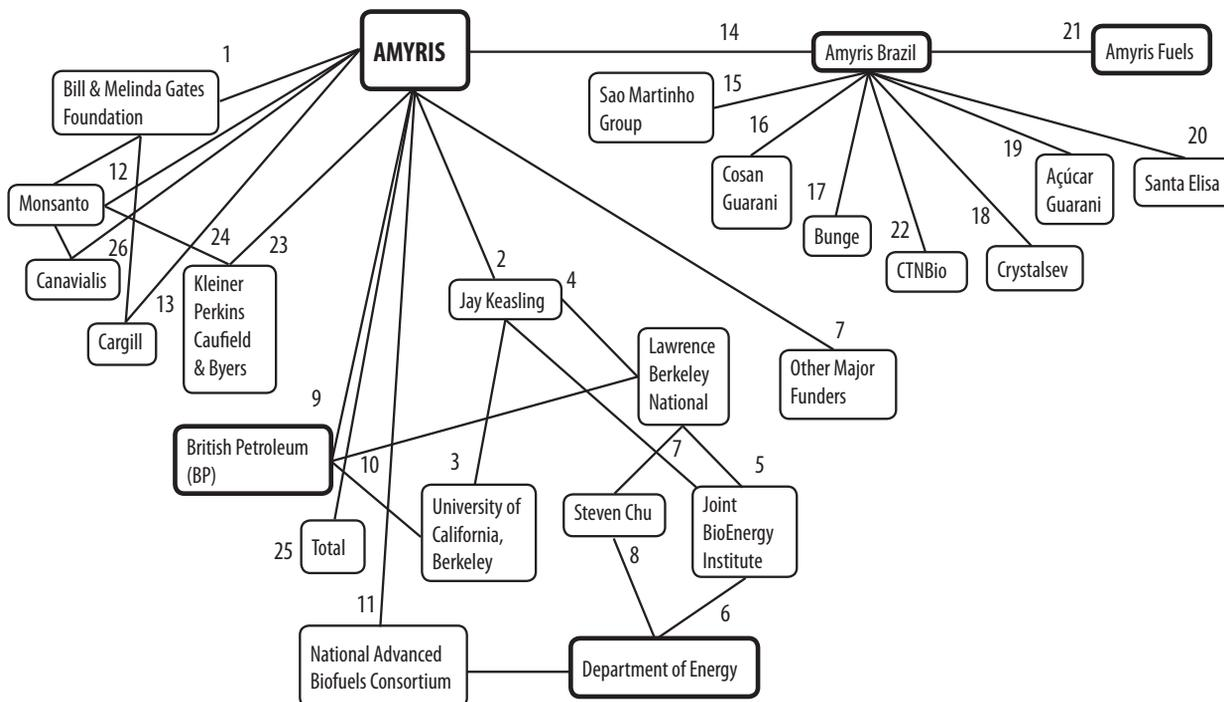 AMYRIS
14
Amyris Brazil
21
Amyris Fuels
1
Bill & Melinda Gates
Foundation
Sao Martinho
Group
15
16
20
19
12
Cosan
Guarani
Açúcar
Guarani
Santa Elisa
Monsanto
17
18
Bunge
22
26
24
23
Canavialis
CTNBio
Crystalsev
2
4
Kleiner
Perkins
Caufield
& Byers
13
Jay Keasling
Cargill
7
Lawrence
Berkeley
National
Other Major
Funders
9
British Petroleum
(BP)
10
3
7
5
University of
California,
Berkeley
Steven Chu
Joint
BioEnergy
Institute
25
Total
8
11
6
National Advanced
Biofuels Consortium
Department of Energy